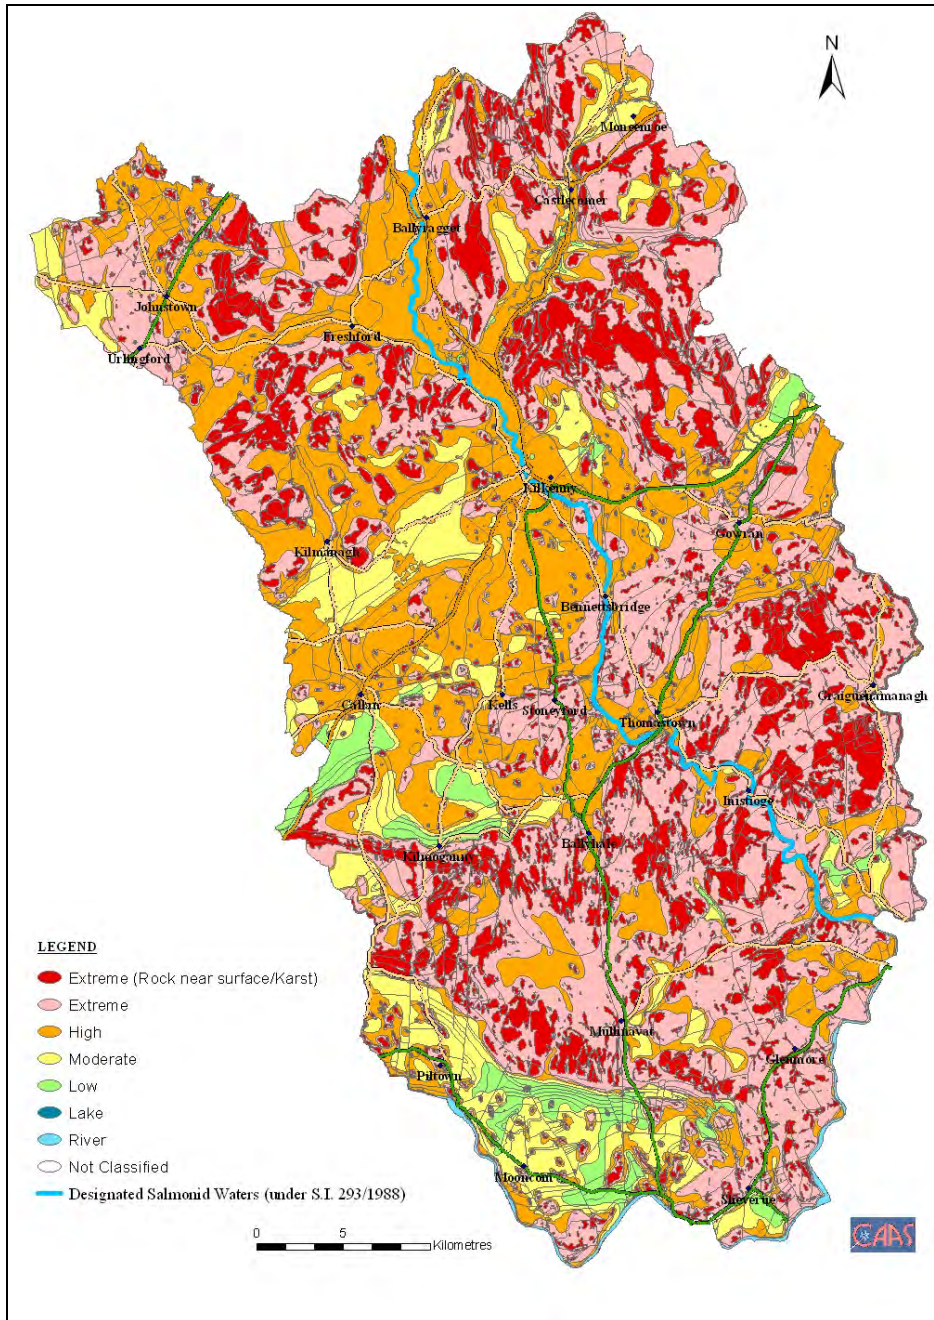 N
Moneenroe
Castlecomer
Ballyragget
Johnstown
Freshford
Urlingford
Kilkenny
Gowran
Kilmanagh
Bennettsbridge
Graiguenamanagh
Callan
Kells
Stoneyford
Thomastown
Inistioge
Ballyhale
Kilmoganny
LEGEND
Extreme (Rock near surface/Karst)
Extreme
High
Moderate
Low
Lake
River
Not Classified
Designated Salmonid Waters (under S.I. 293/1988)
Mullinavat
Glenmore
Piltown
Mooncoin
Slieverue
0 5
Kilometres
CAAS